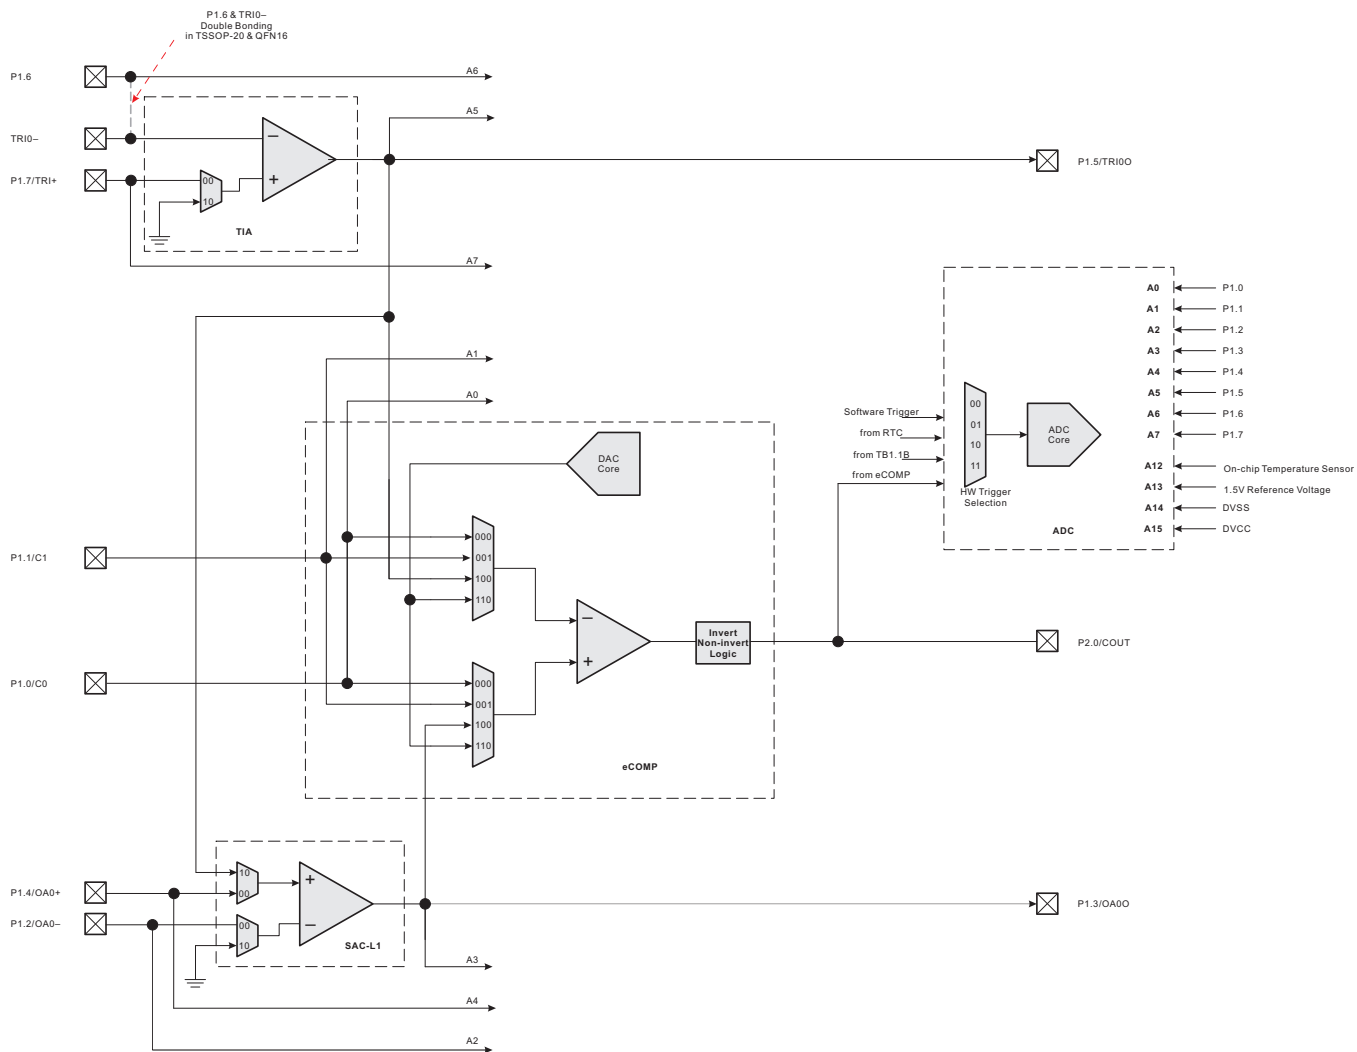 P1.6 & TRI0–
Double Bonding
in TSSOP-20 & QFN16
P1.6
A6
A5
TRI0–
–
P1.5/TRI0O
P1.7/TRI+
00
+
10
TIA
A7
A1
A0
DAC
Core
P1.1/C1
000
001
100
110
–
+
Invert
Non-invert
Logic
P2.0/COUT
P1.0/C0
000
001
100
110
eCOMP
Software Trigger
from RTC
from TB1.1B
from eCOMP
00
01
10
11
HW Trigger
Selection
ADC
Core
ADC
A0 P1.0
A1 P1.1
A2 P1.2
A3 P1.3
A4 P1.4
A5 P1.5
A6 P1.6
A7 P1.7
A12 On-chip Temperature Sensor
A13 1.5V Reference Voltage
A14 DVSS
A15 DVCC
P1.4/OA0+
10
00
+
P1.2/OA0–
00
10
–
SAC-L1
P1.3/OA0O
A3
A4
A2